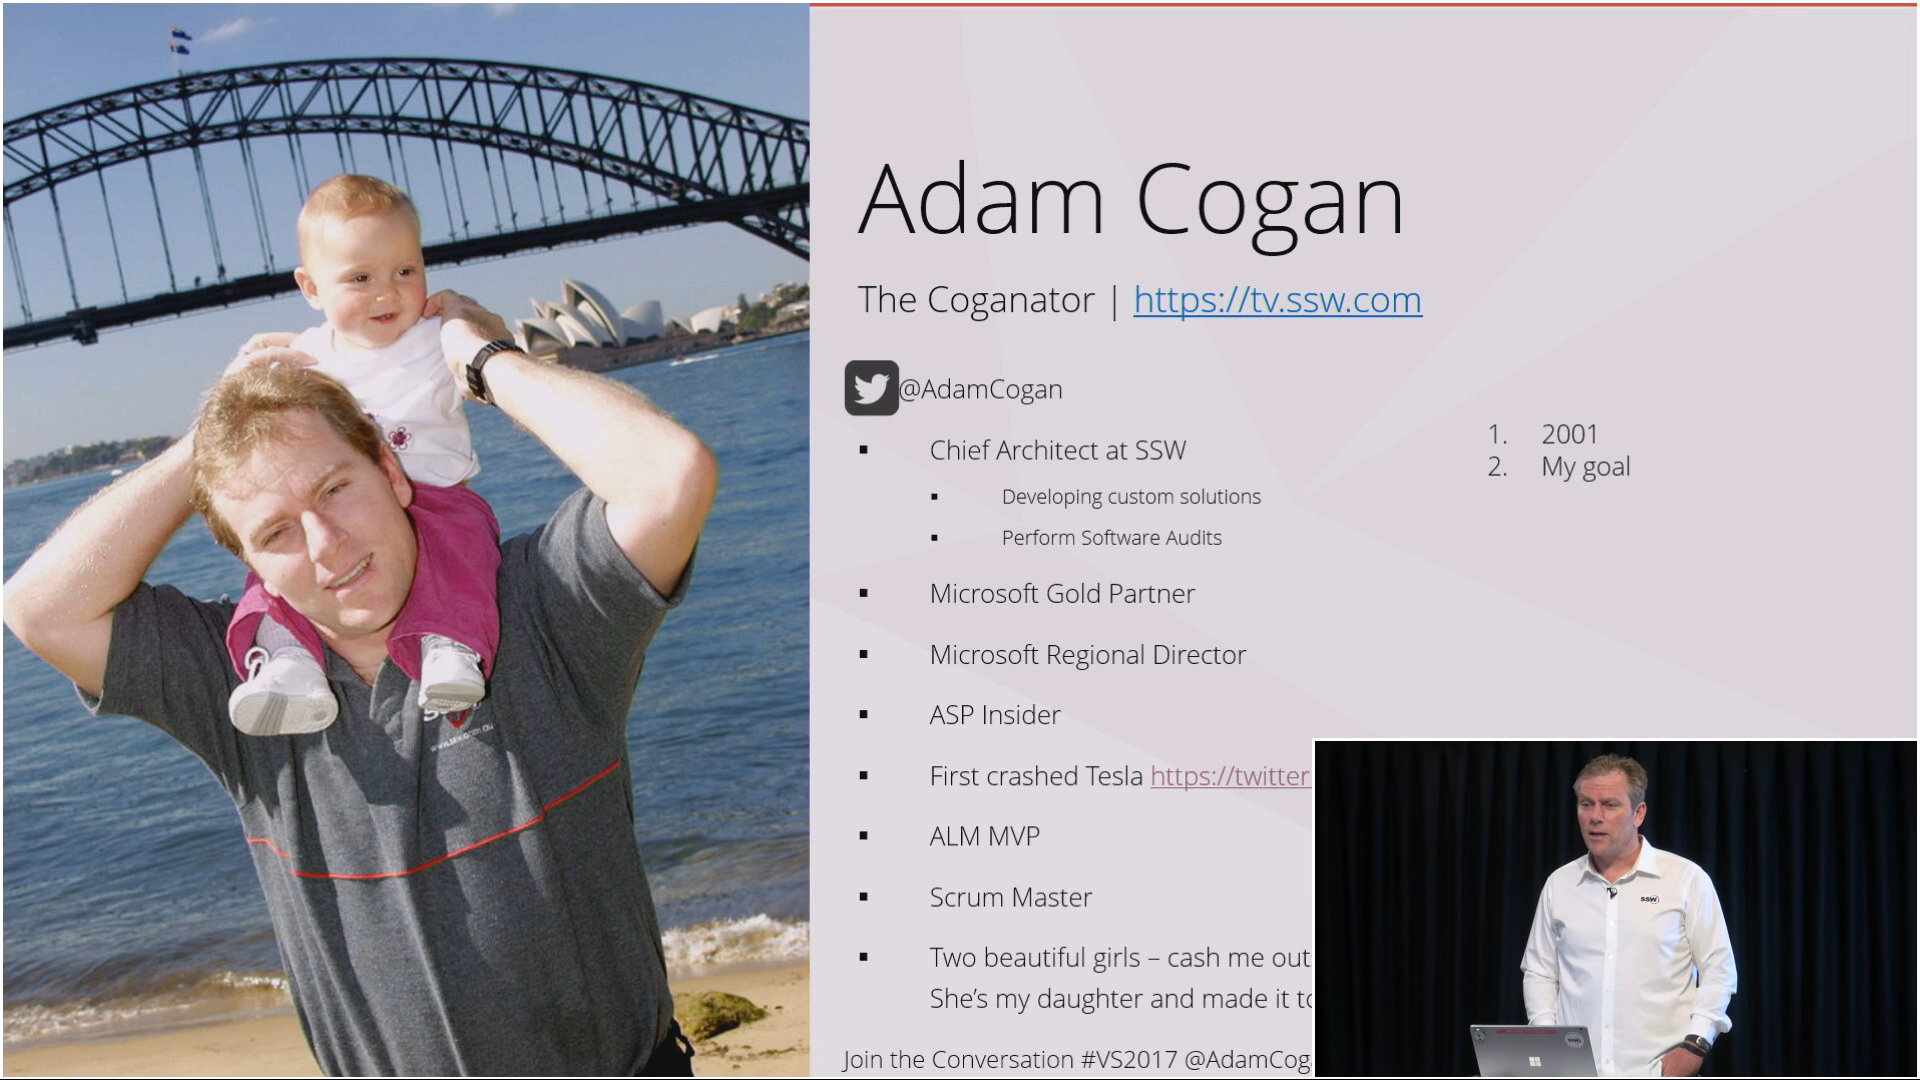 Adam Cogan
The Coganator | https://tv.ssw.com
@AdamCogan
Chief Architect at SSW
Developing custom solutions
Perform Software Audits
Microsoft Gold Partner
Microsoft Regional Director
ASP Insider
First crashed Tesla https://twitter
ALM MVP
Scrum Master
Two beautiful girls – cash me out
She's my daughter and made it to
Join the Conversation #VS2017 @AdamCog
1. 2001
2. My goal
SSW
SSW